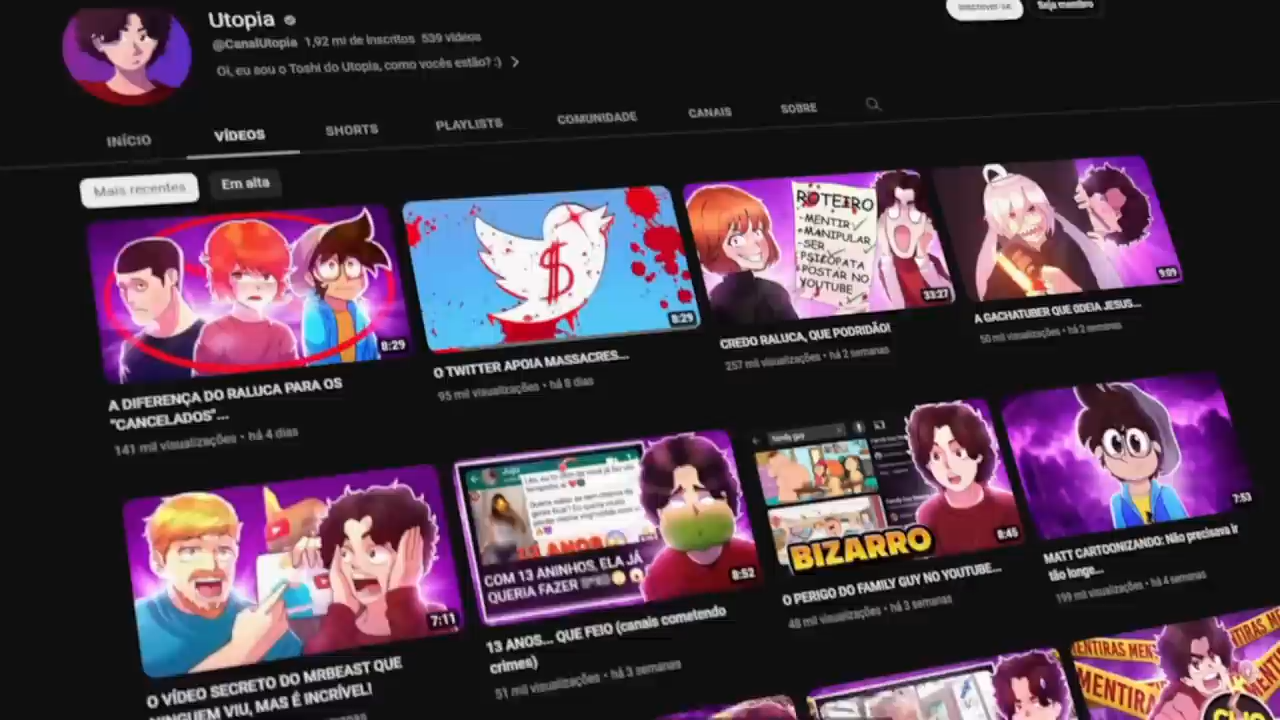 Utopia
@CanalUtopia 1,92 mi de inscritos 539 vídeos
Oi, eu sou o Toshi do Utopia, como vocês estão? :)
Inscrever-se
Seja membro
INÍCIO
VÍDEOS
SHORTS
PLAYLISTS
COMUNIDADE
CANAIS
SOBRE
Mais recentes
Em alta
8:29
A DIFERENÇA DO RALUCA PARA OS
"CANCELADOS"...
141 mil visualizações • há 4 dias
$
8:29
O TWITTER APOIA MASSACRES...
95 mil visualizações • há 8 dias
ROTEIRO
-MENTIR
-MANIPULAR
-SER
PSICOPATA
-POSTAR NO
YOUTUBE
33:27
CREDO RALUCA, QUE PODRIDÃO!
257 mil visualizações • há 2 semanas
9:09
A GACHATUBER QUE ODEIA JESUS...
50 mil visualizações • há 2 semanas
7:11
O VÍDEO SECRETO DO MRBEAST QUE
NINGUEM VIU, MAS É INCRÍVEL!
COM 13 ANINHOS, ELA JÁ
QUERIA FAZER
8:52
13 ANOS... QUE FEIO (canais cometendo
crimes)
51 mil visualizações • há 3 semanas
family guy
BIZARRO
8:45
O PERIGO DO FAMILY GUY NO YOUTUBE...
48 mil visualizações • há 3 semanas
7:53
MATT CARTOONIZANDO: Não precisava ir
tão longe...
199 mil visualizações • há 4 semanas
MENTIRAS
MENTIRA